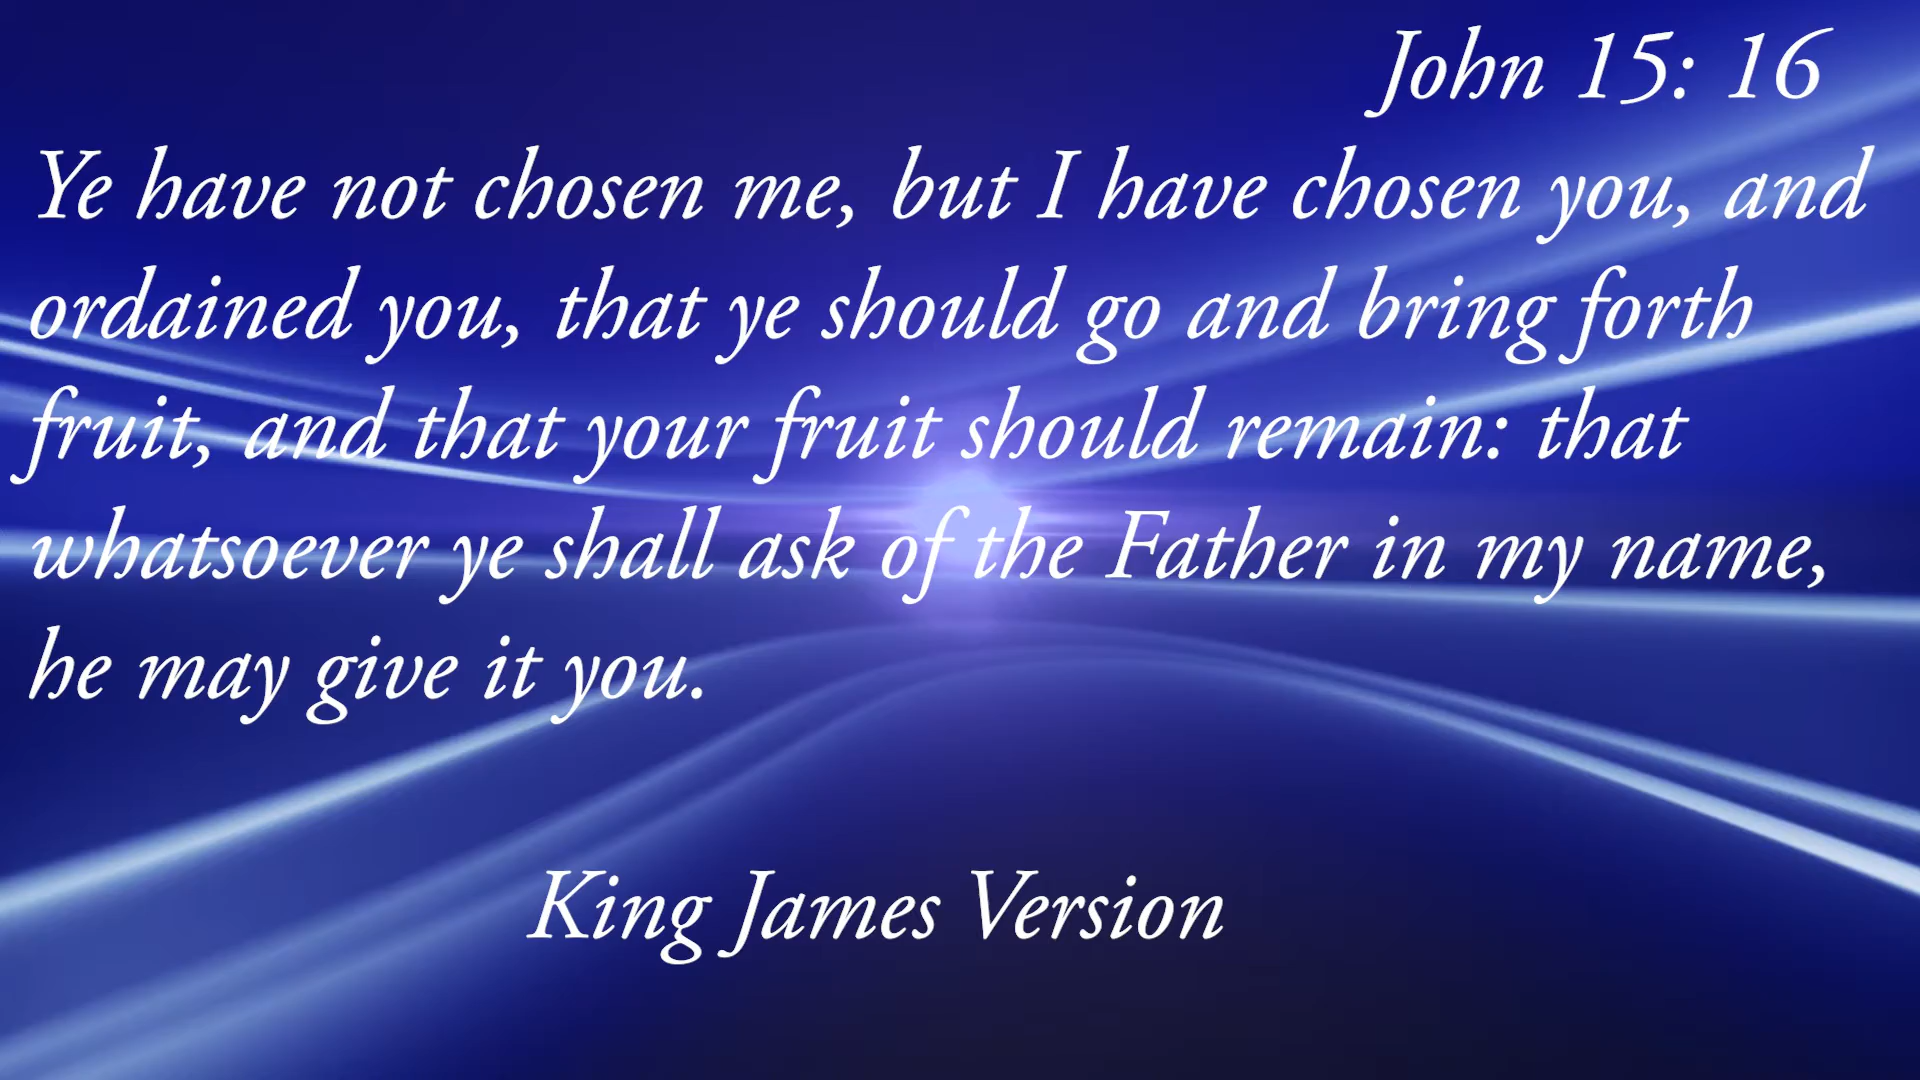 John 15: 16
Ye have not chosen me, but I have chosen you, and
ordained you, that ye should go and bring forth
fruit, and that your fruit should remain: that
whatsoever ye shall ask of the Father in my name,
he may give it you.
King James Version